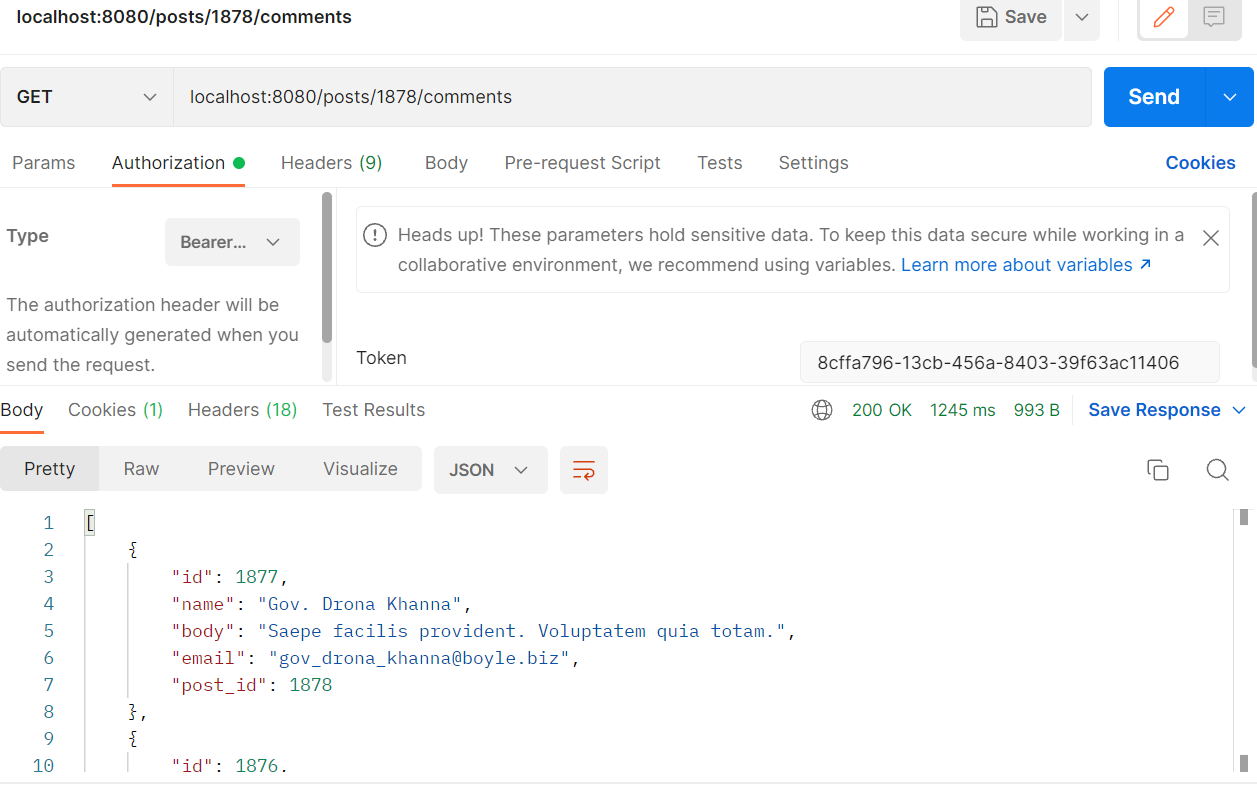 localhost:8080/posts/1878/comments
Save
GET
localhost:8080/posts/1878/comments
Send
Params Authorization Headers (9) Body Pre-request Script Tests Settings Cookies
Type
Bearer...
The authorization header will be
automatically generated when you
send the request.
Heads up! These parameters hold sensitive data. To keep this data secure while working in a
collaborative environment, we recommend using variables. Learn more about variables ↗
Token
8cffa796-13cb-456a-8403-39f63ac11406
Body Cookies (1) Headers (18) Test Results 200 OK 1245 ms 993 B Save Response
Pretty Raw Preview Visualize JSON
1 [
2 {
3 "id": 1877,
4 "name": "Gov. Drona Khanna",
5 "body": "Saepe facilis provident. Voluptatem quia totam.",
6 "email": "gov_drona_khanna@boyle.biz",
7 "post_id": 1878
8 },
9 {
10 "id": 1876,